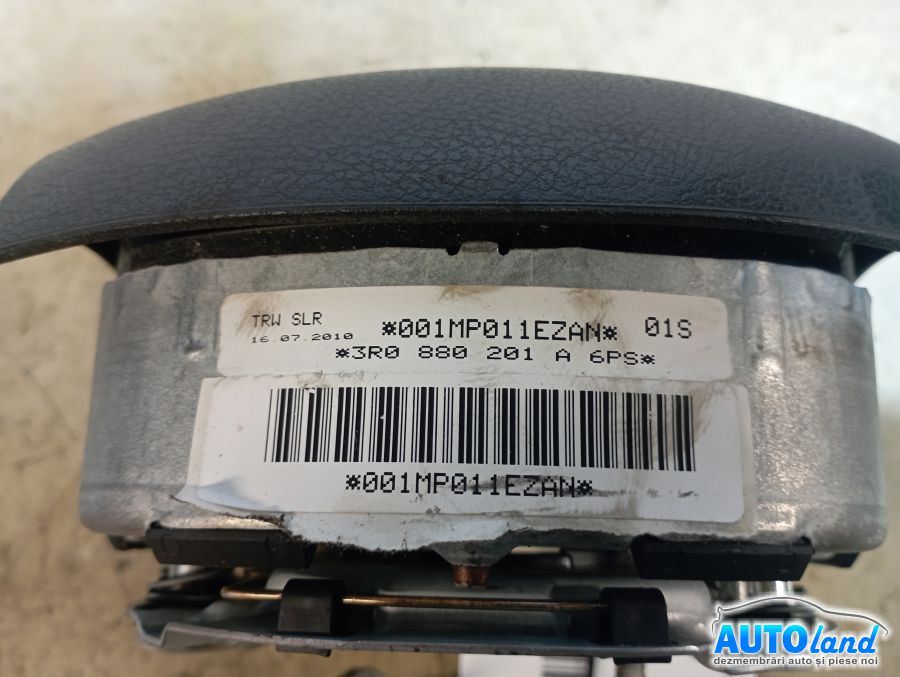 TRW SLR
16.07.2010
*001MP011EZAN* 01S
*3R0 880 201 A 6PS*
*001MP011EZAN*
AUTOland
dezmembrări auto și piese noi